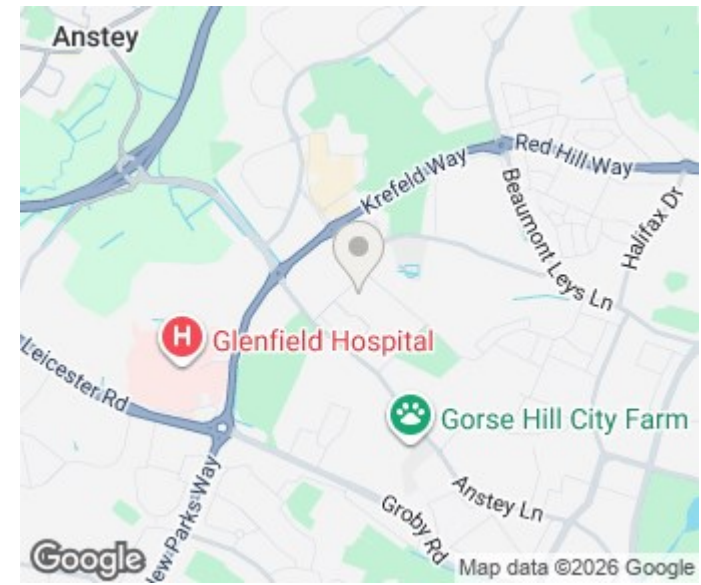 Anstey
Red Hill Way
Krefeld Way
Beaumont Leys Ln
Halifax Dr
H
Glenfield Hospital
Leicester Rd
Gorse Hill City Farm
New Parks Way
Groby Rd
Anstey Ln
Google
Map data ©2026 Google